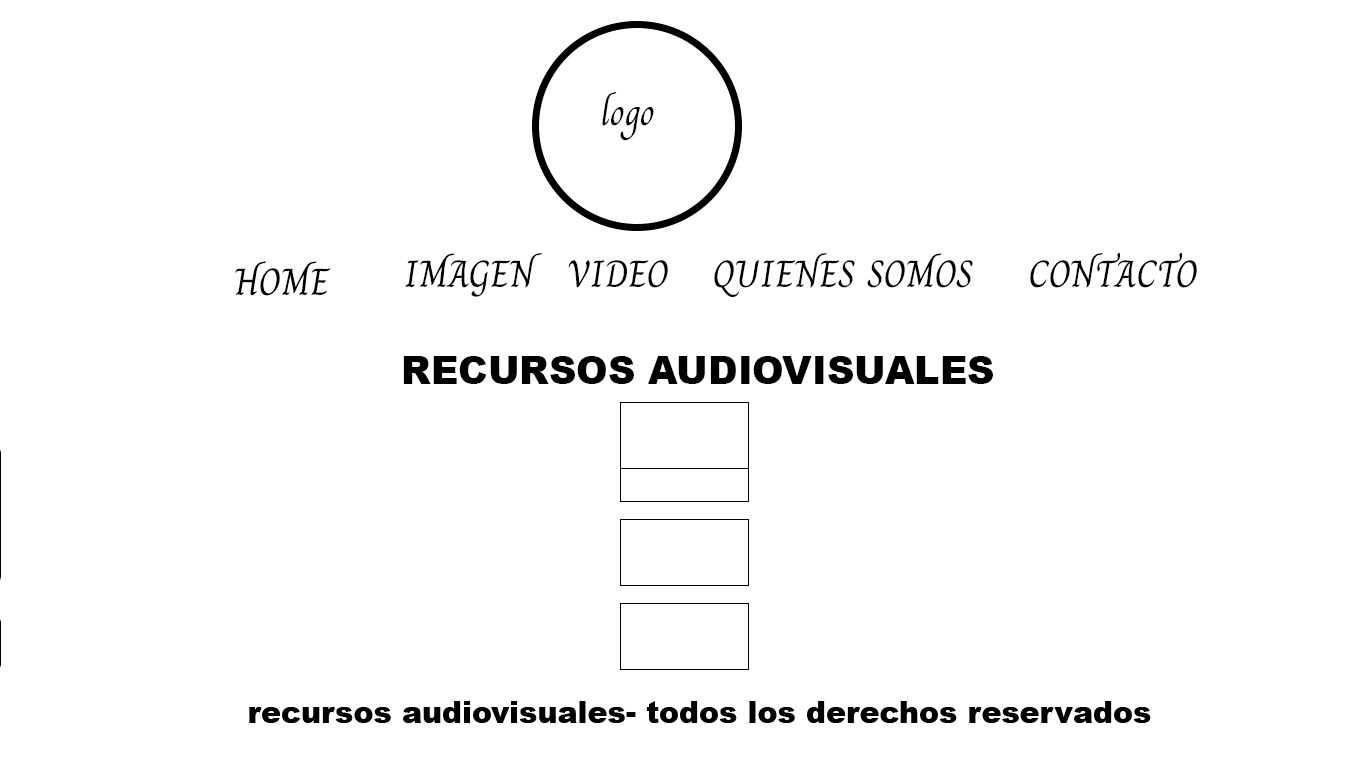 logo
HOME IMAGEN VIDEO QUIENES SOMOS CONTACTO
RECURSOS AUDIOVISUALES
recursos audiovisuales- todos los derechos reservados